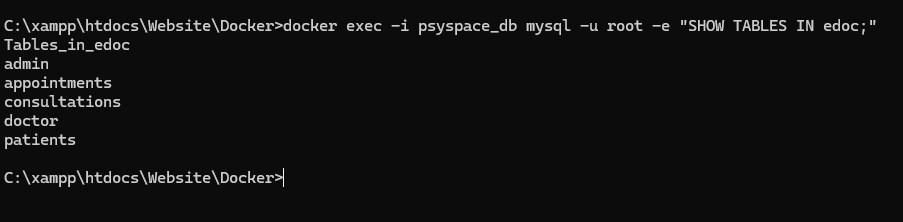 C:\xampp\htdocs\Website\Docker>docker exec -i psyspace_db mysql -u root -e "SHOW TABLES IN edoc;"
Tables_in_edoc
admin
appointments
consultations
doctor
patients
C:\xampp\htdocs\Website\Docker>